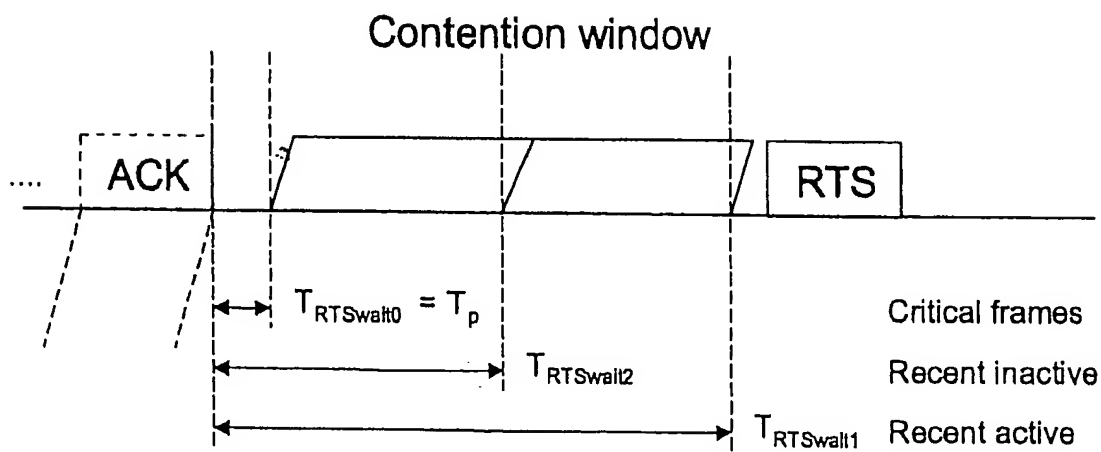 Contention window
.... ACK RTS
T_RTSwait0 = T_p Critical frames
T_RTSwait2 Recent inactive
T_RTSwait1 Recent active